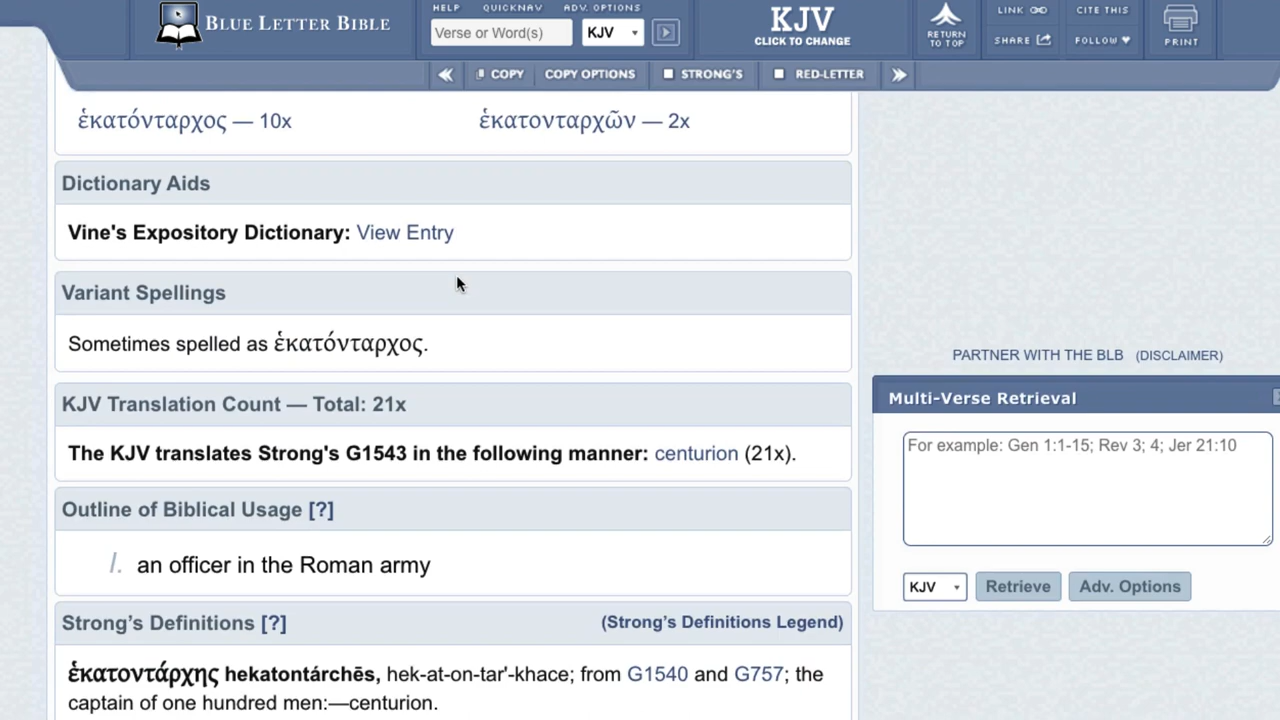 BLUE LETTER BIBLE
HELP QUICKNAV ADV. OPTIONS
Verse or Word(s) KJV
KJV
CLICK TO CHANGE
RETURN
TO TOP
LINK
SHARE
CITE THIS
FOLLOW
PRINT
COPY COPY OPTIONS STRONG'S RED-LETTER
ἑκατόνταρχος — 10x ἑκατονταρχῶν — 2x
Dictionary Aids
Vine's Expository Dictionary: View Entry
Variant Spellings
Sometimes spelled as ἑκατόνταρχος.
KJV Translation Count — Total: 21x
The KJV translates Strong's G1543 in the following manner: centurion (21x).
Outline of Biblical Usage [?]
I. an officer in the Roman army
Strong’s Definitions [?] (Strong’s Definitions Legend)
ἑκατοντάρχης hekatontárchēs, hek-at-on-tar'-khace; from G1540 and G757; the
captain of one hundred men:—centurion.
PARTNER WITH THE BLB (DISCLAIMER)
Multi-Verse Retrieval
For example: Gen 1:1-15; Rev 3; 4; Jer 21:10
KJV Retrieve Adv. Options